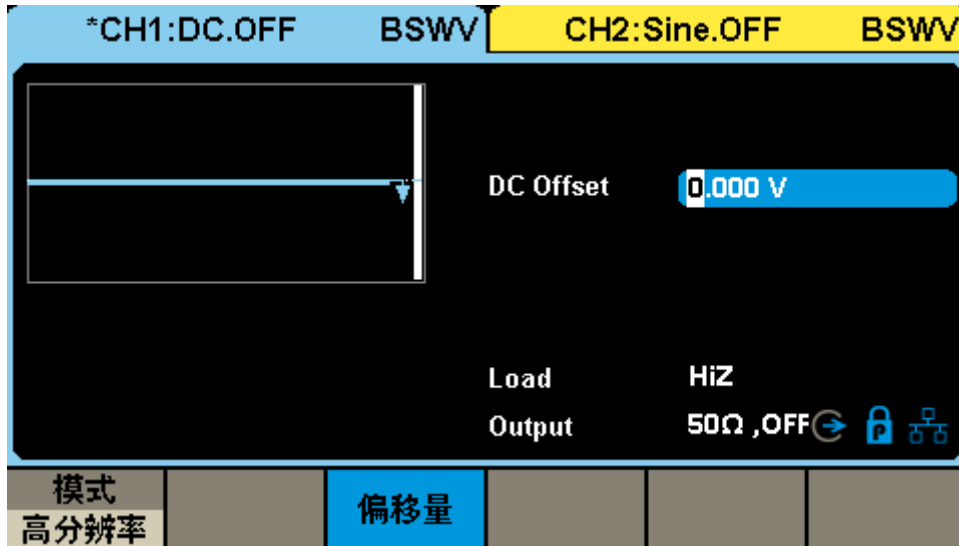 *CH1:DC.OFF BSWV CH2:Sine.OFF BSWV
DC Offset 0.000 V
Load HiZ
Output 50Ω ,OFF
P
模式
高分辨率
偏移量